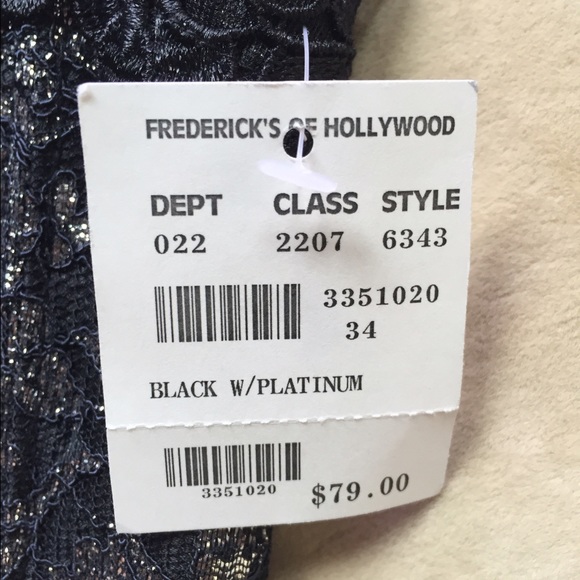 FREDERICK'S OF HOLLYWOOD
DEPT CLASS STYLE
022 2207 6343
3351020
34
BLACK W/PLATINUM
3351020
$79.00